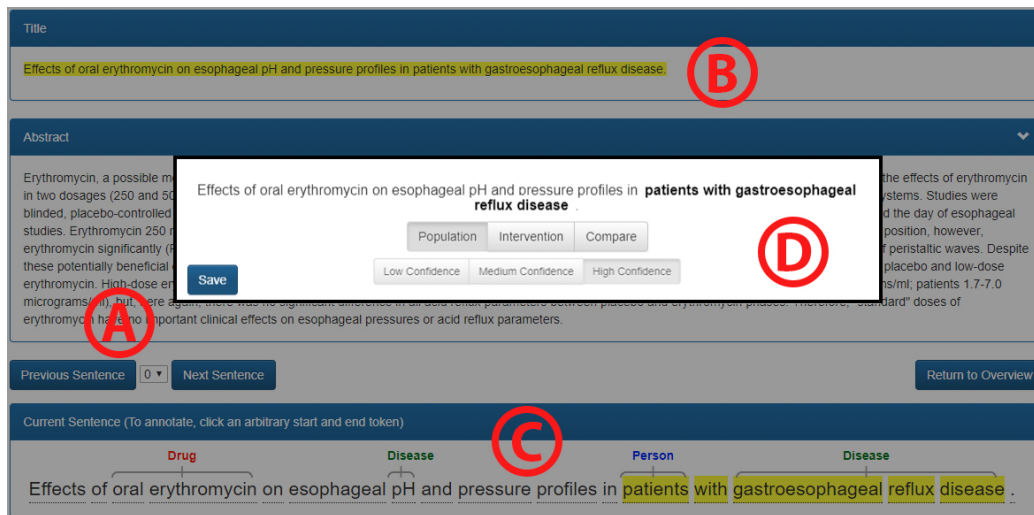 Title
Effects of oral erythromycin on esophageal pH and pressure profiles in patients with gastroesophageal reflux disease.
B
Abstract
Erythromycin, a possible the effects of erythromycin
in two dosages (250 and Studies were
blinded, placebo-controlled the day of esophageal
studies. Erythromycin 250 position, however,
erythromycin significantly of peristaltic waves. Despite
these potentially beneficial placebo and low-dose
erythromycin. High-dose patients 1.7-7.0
but, here again, there was no significant difference in all acid reflux parameters between placebo and erythromycin phases. Therefore, "standard" doses of
erythromycin have no important clinical effects on esophageal pressures or acid reflux parameters.
Effects of oral erythromycin on esophageal pH and pressure profiles in patients with gastroesophageal
reflux disease .
D
Population Intervention Compare
Low Confidence Medium Confidence High Confidence
Save
A
Previous Sentence 0 Next Sentence Return to Overview
Current Sentence (To annotate, click an arbitrary start and end token)
C
Drug Disease Person Disease
Effects of oral erythromycin on esophageal pH and pressure profiles in patients with gastroesophageal reflux disease .